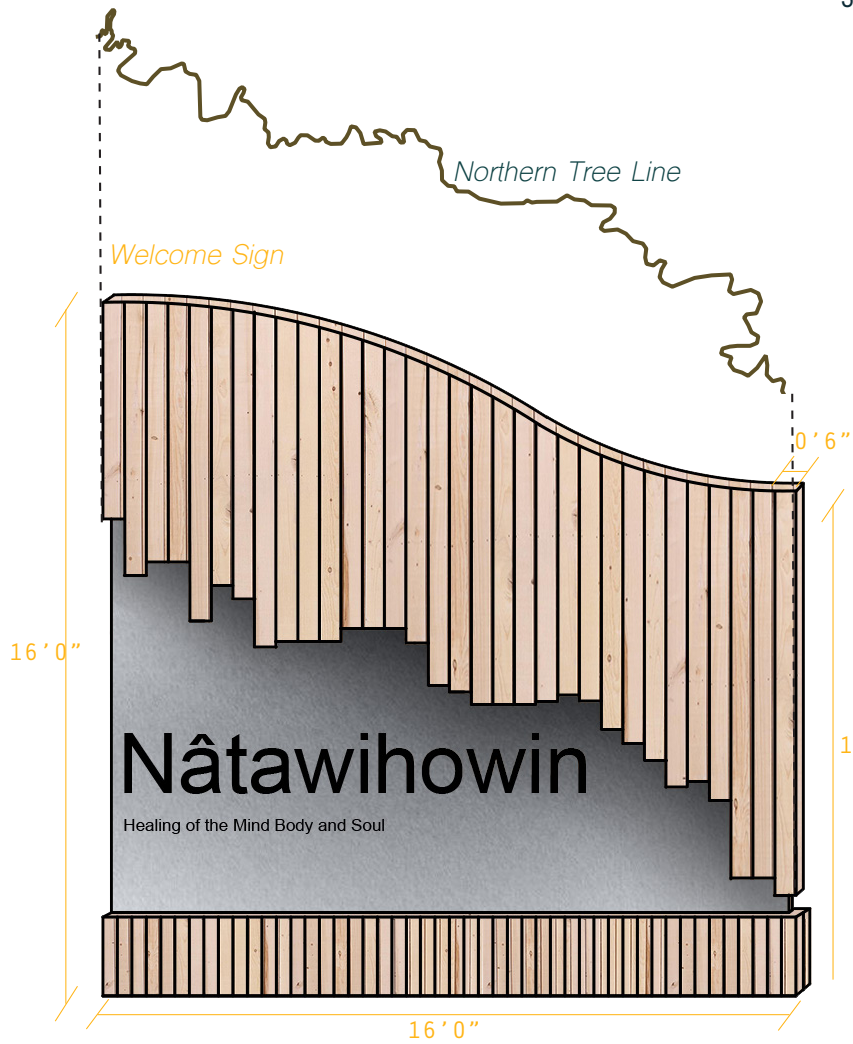 Northern Tree Line
Welcome Sign
0'6"
16'0"
Nâtawihowin
1
Healing of the Mind Body and Soul
16'0"